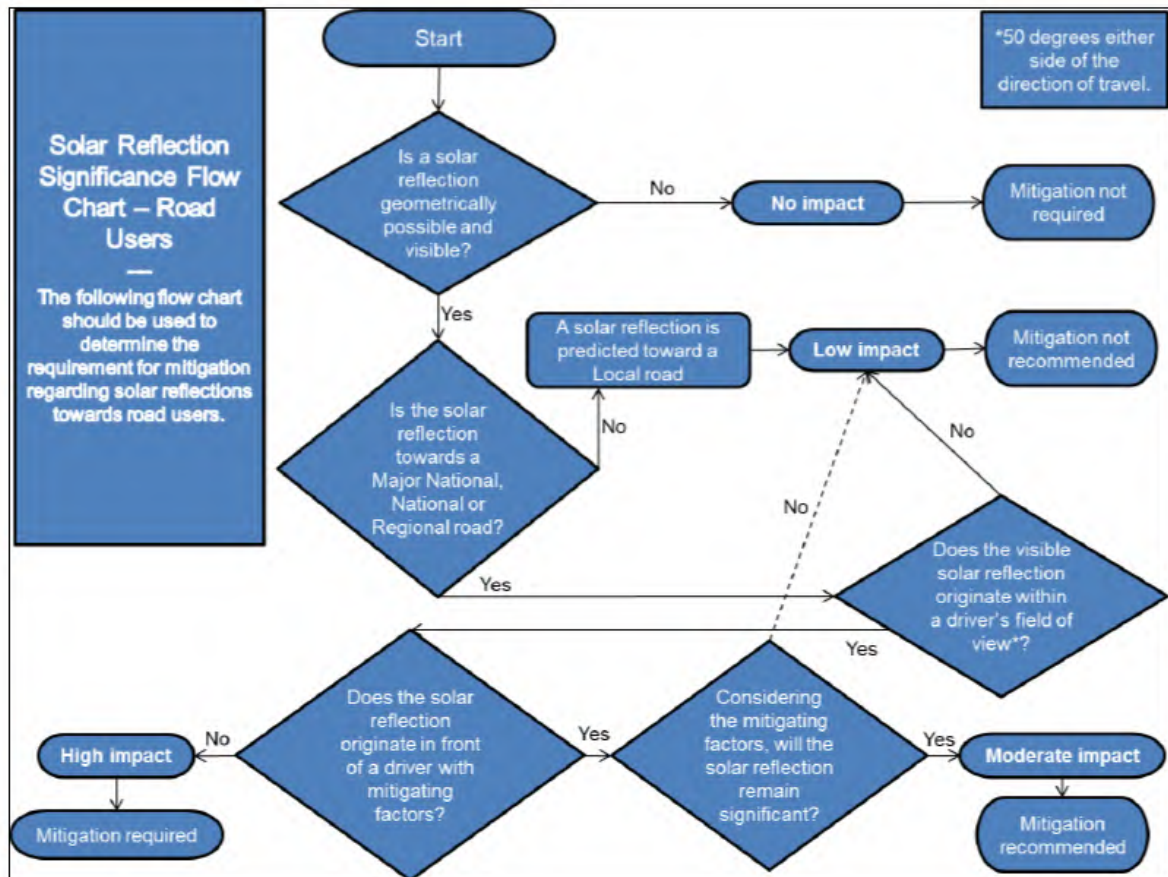 Solar Reflection
Significance Flow
Chart – Road
Users
—
The following flow chart
should be used to
determine the
requirement for mitigation
regarding solar reflections
towards road users.
Start
*50 degrees either
side of the
direction of travel.
Is a solar
reflection
geometrically
possible and
visible?
No
No impact
Mitigation not
required
Yes
A solar reflection is
predicted toward a
Local road
Low impact
Mitigation not
recommended
Is the solar
reflection
towards a
Major National,
National or
Regional road?
No
No
No
Yes
Does the visible
solar reflection
originate within
a driver's field of
view*?
Yes
Does the solar
reflection
originate in front
of a driver with
mitigating
factors?
No
High impact
Mitigation required
Yes
Considering
the mitigating
factors, will the
solar reflection
remain
significant?
Yes
Moderate impact
Mitigation
recommended